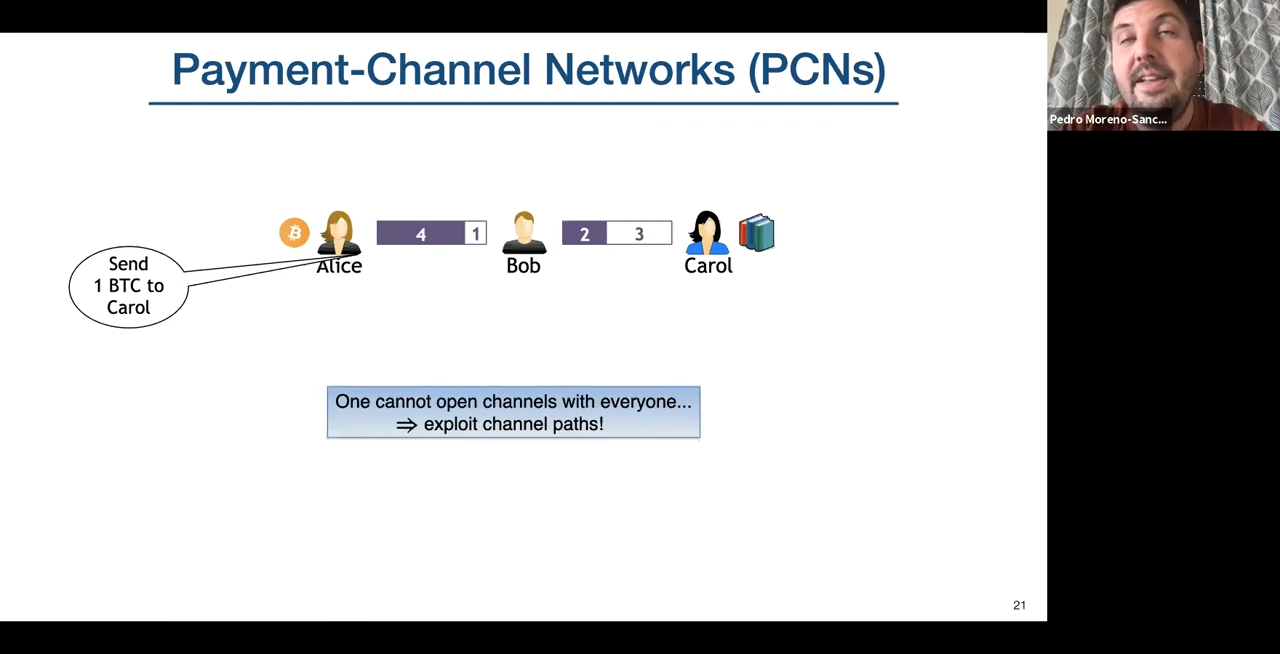 Payment-Channel Networks (PCNs)
Pedro Moreno-Sanc...
4
1
2
3
Alice
Bob
Carol
Send
1 BTC to
Carol
One cannot open channels with everyone...
⇒ exploit channel paths!
21